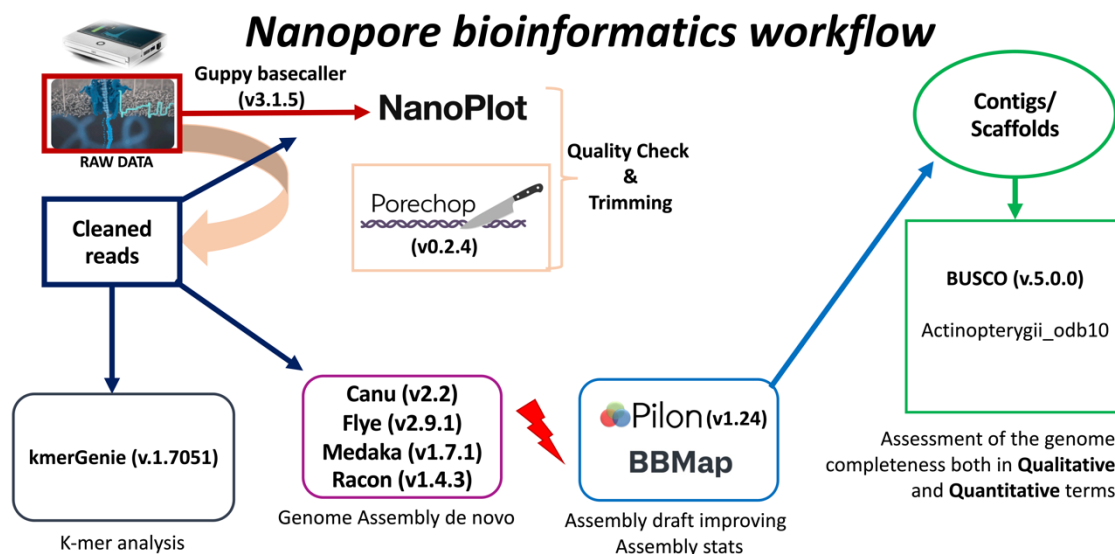 Nanopore bioinformatics workflow
Guppy basecaller
(v3.1.5)
NanoPlot
RAW DATA
Quality Check
&
Trimming
Porechop
(v0.2.4)
Cleaned
reads
Contigs/
Scaffolds
BUSCO (v.5.0.0)
Actinopterygii_odb10
kmerGenie (v.1.7051)
K-mer analysis
Canu (v2.2)
Flye (v2.9.1)
Medaka (v1.7.1)
Racon (v1.4.3)
Genome Assembly de novo
Pilon (v1.24)
BBMap
Assembly draft improving
Assembly stats
Assessment of the genome
completeness both in Qualitative
and Quantitative terms